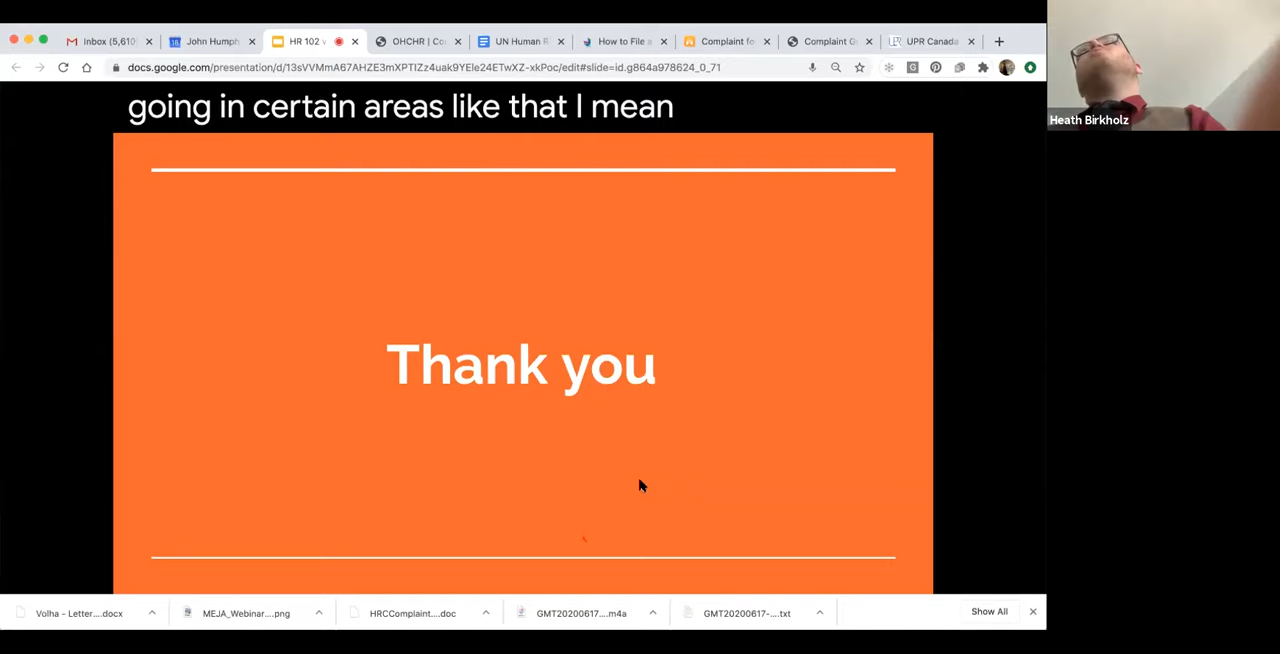 Inbox (5,610
John Humph
HR 102 v
OHCHR | Co
UN Human R
How to File a
Complaint fo
Complaint G
UPR Canada
docs.google.com/presentation/d/13sVVMmA67AHZE3mXPTIZz4uak9YEle24ETwXZ-xkPoc/edit#slide=id.g864a978624_0_71
going in certain areas like that I mean
Thank you
Heath Birkholz
Volha - Letter....docx
MEJA_Webinar....png
HRCComplaint....doc
GMT20200617....m4a
GMT20200617-....txt
Show All